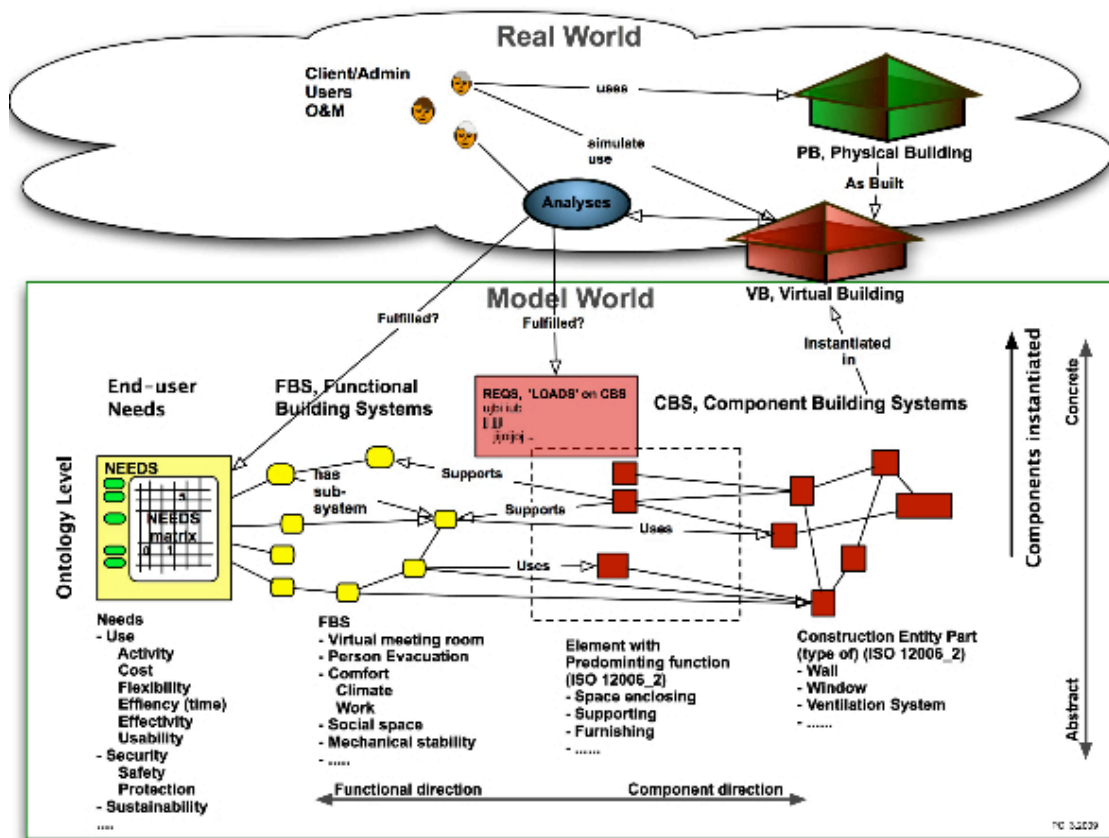 Real World
Client/Admin
Users
O&M
uses
PB, Physical Building
simulate
use
As Built
Analyses
VB, Virtual Building
Model World
Fulfilled?
Fulfilled?
Instantiated
in
End-user
Needs
FBS, Functional
Building Systems
REQS, 'LOADS' on CBS
CBS, Component Building Systems
Components instantiated
Concrete
Abstract
Ontology Level
NEEDS
NEEDS
matrix
0 1
has
sub-
system
Supports
Supports
Uses
Uses
Needs
- Use
Activity
Cost
Flexibility
Effiency (time)
Effectivity
Usability
- Security
Safety
Protection
- Sustainability
....
FBS
- Virtual meeting room
- Person Evacuation
- Comfort
Climate
Work
- Social space
- Mechanical stability
- .....
Element with
Predominting function
(ISO 12006_2)
- Space enclosing
- Supporting
- Furnishing
- ......
Construction Entity Part
(type of) (ISO 12006_2)
- Wall
- Window
- Ventilation System
- ......
Functional direction
Component direction